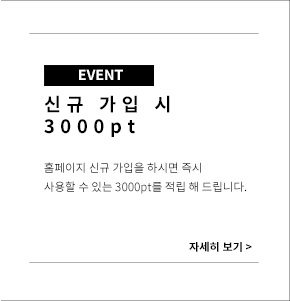 EVENT
신규 가입 시
3000pt
홈페이지 신규 가입을 하시면 즉시
사용할 수 있는 3000pt를 적립 해 드립니다.
자세히 보기 >